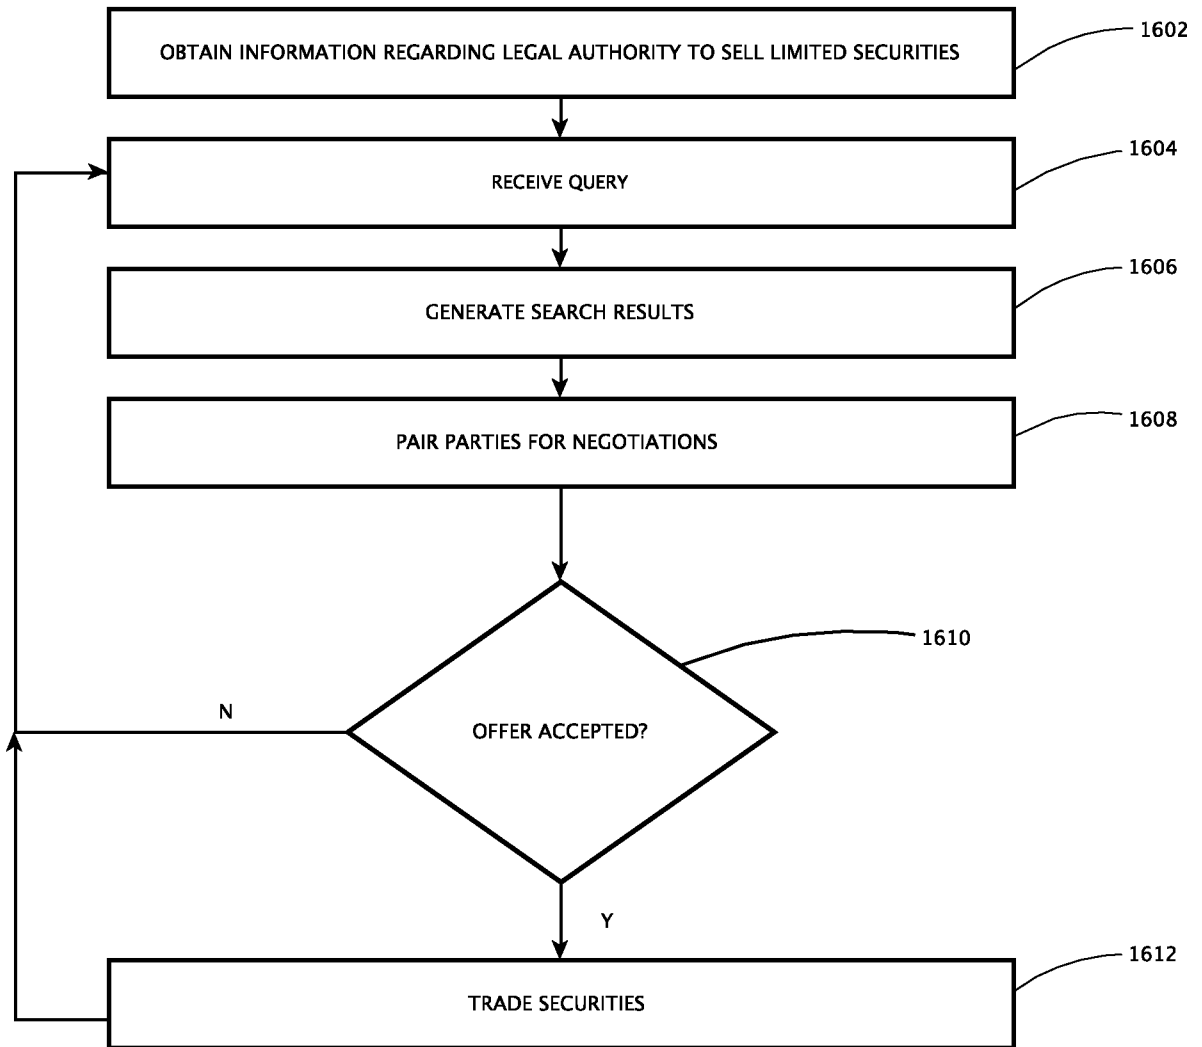 OBTAIN INFORMATION REGARDING LEGAL AUTHORITY TO SELL LIMITED SECURITIES
1602
RECEIVE QUERY
1604
GENERATE SEARCH RESULTS
1606
PAIR PARTIES FOR NEGOTIATIONS
1608
1610
N
OFFER ACCEPTED?
Y
TRADE SECURITIES
1612